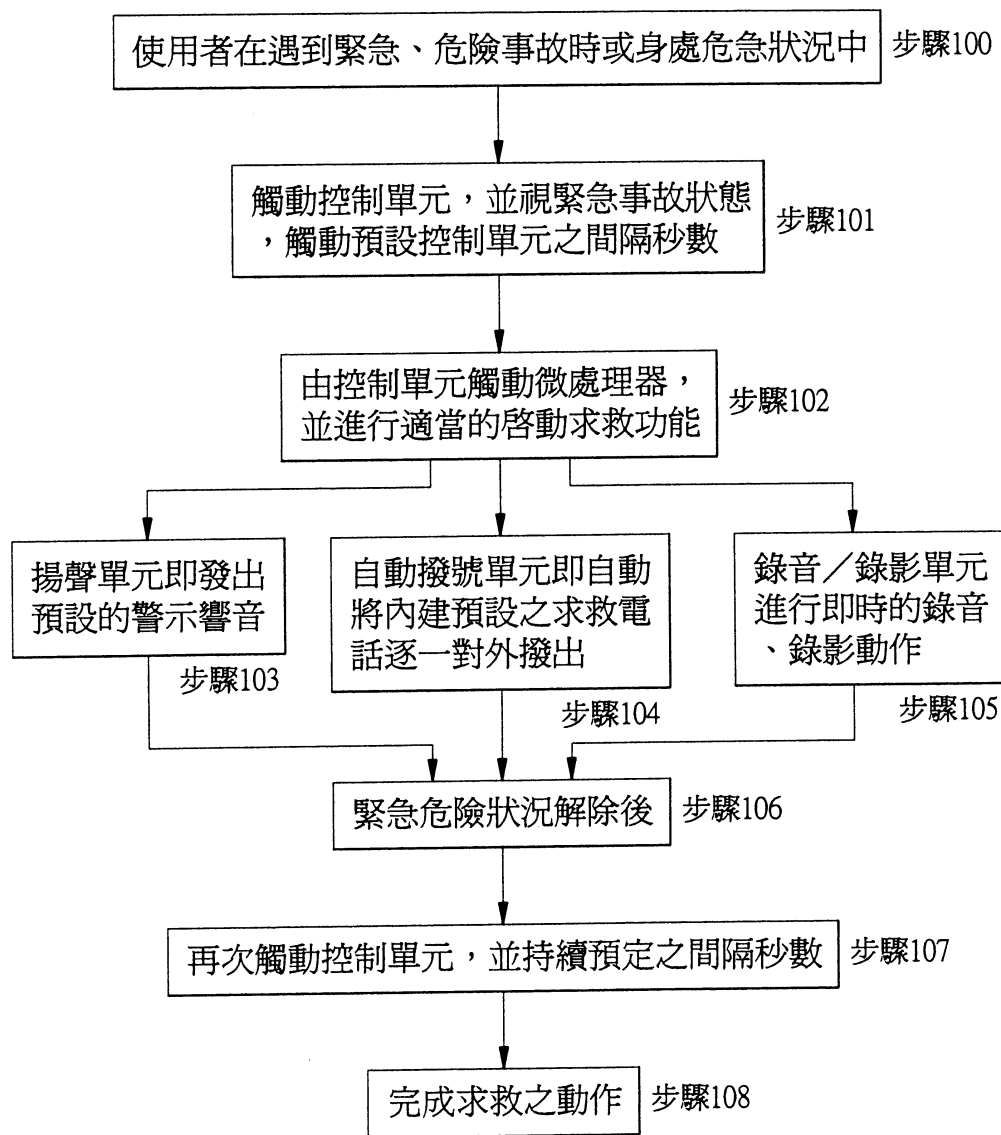 使用者在遇到緊急、危險事故時或身處危急狀況中
步驟100
觸動控制單元，並視緊急事故狀態
，觸動預設控制單元之間隔秒數
步驟101
由控制單元觸動微處理器，
並進行適當的啓動求救功能
步驟102
揚聲單元即發出
預設的警示響音
步驟103
自動撥號單元即自動
將內建預設之求救電
話逐一對外撥出
步驟104
錄音／錄影單元
進行即時的錄音
、錄影動作
步驟105
緊急危險狀況解除後
步驟106
再次觸動控制單元，並持續預定之間隔秒數
步驟107
完成求救之動作
步驟108